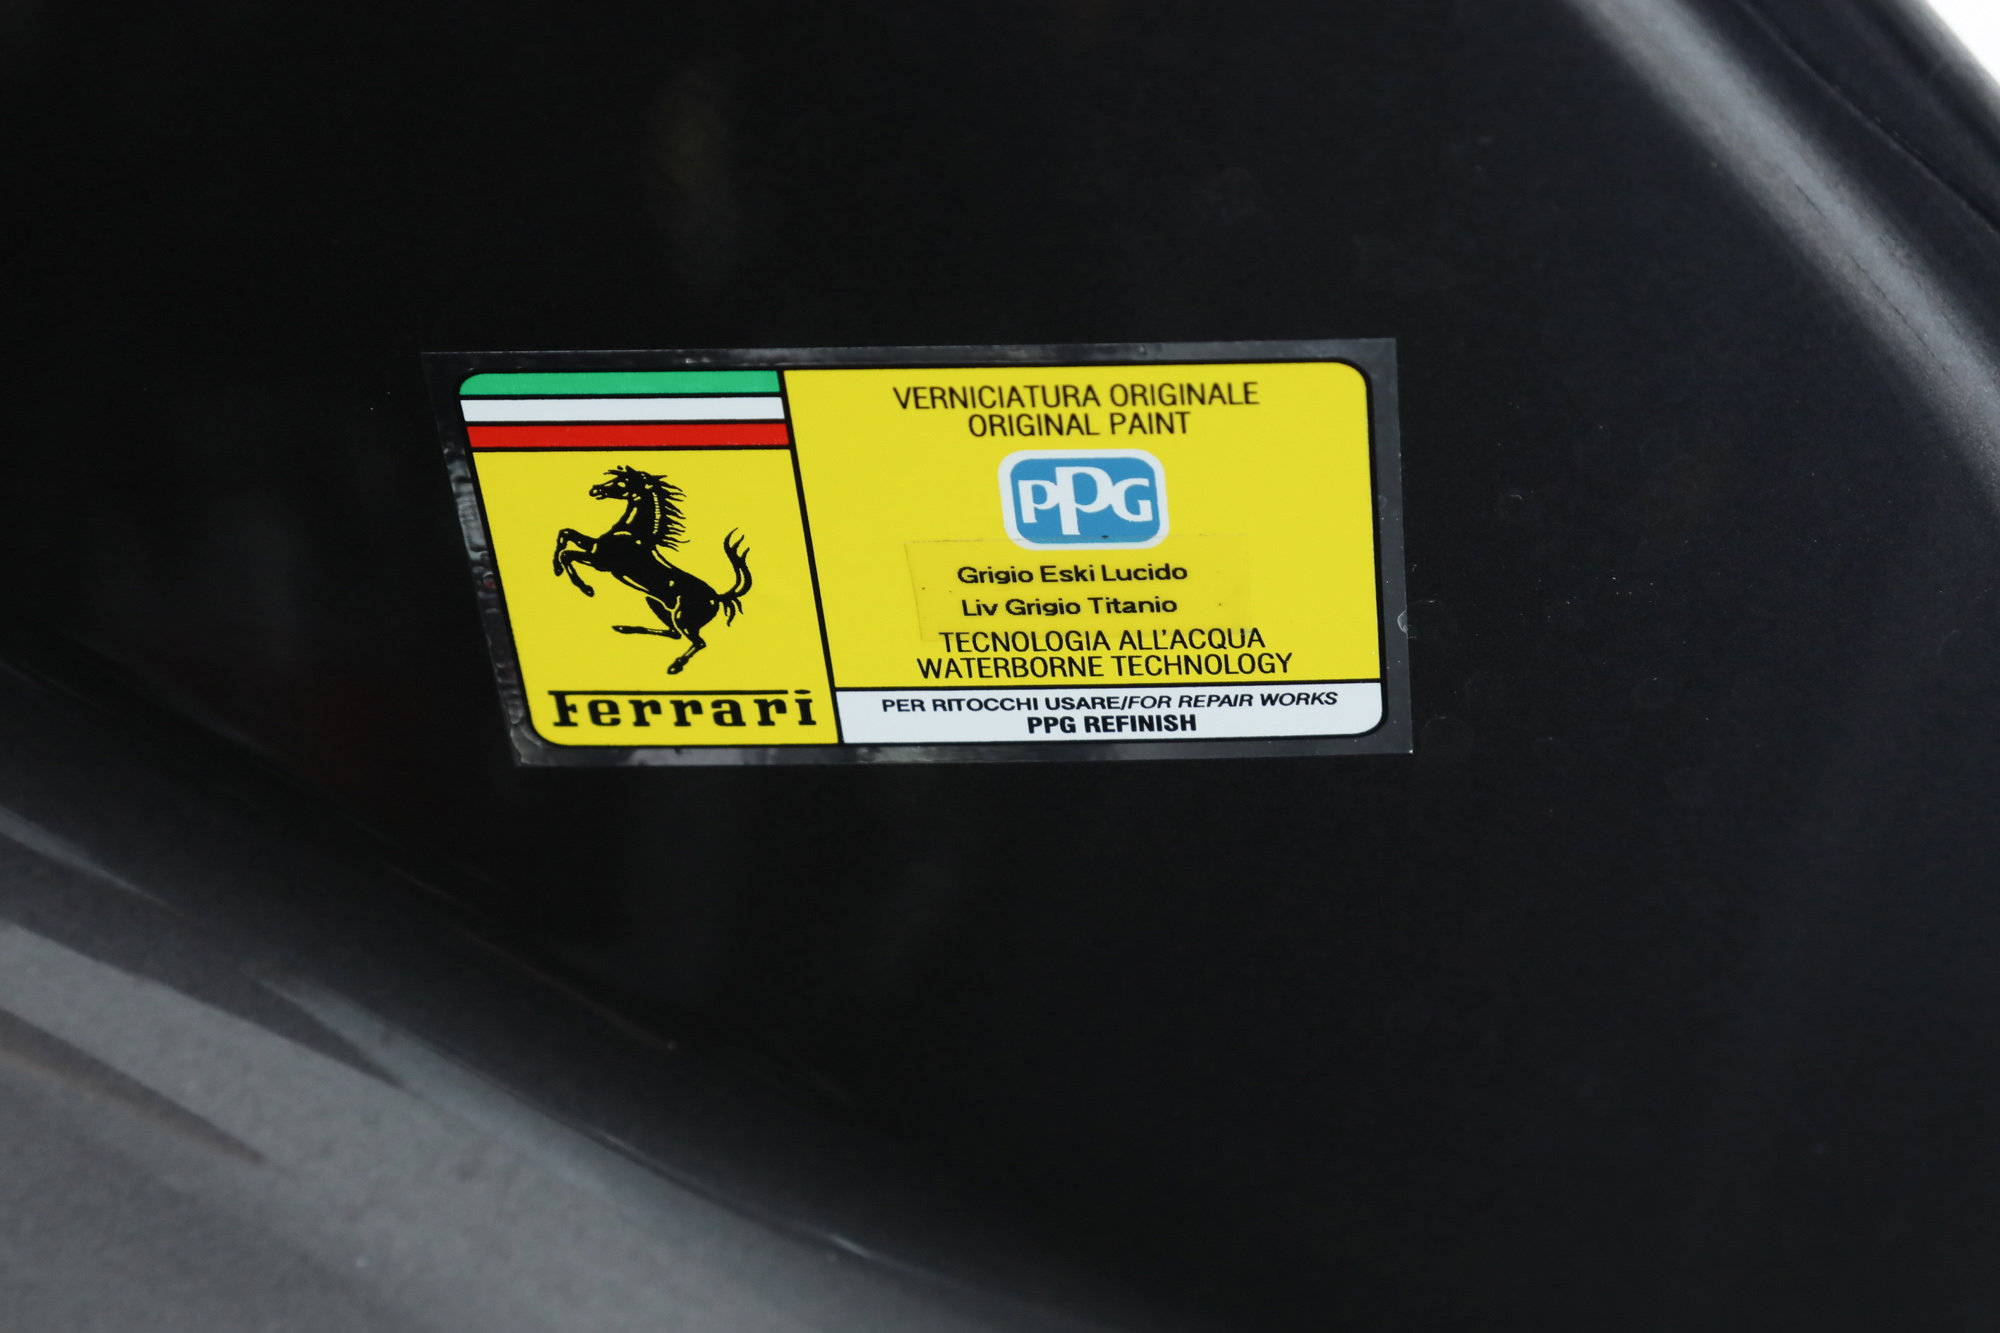 Ferrari
VERNICIATURA ORIGINALE
ORIGINAL PAINT
PPG
Grigio Eski Lucido
Liv Grigio Titanio
TECNOLOGIA ALL'ACQUA
WATERBORNE TECHNOLOGY
PER RITOCCHI USARE/FOR REPAIR WORKS
PPG REFINISH